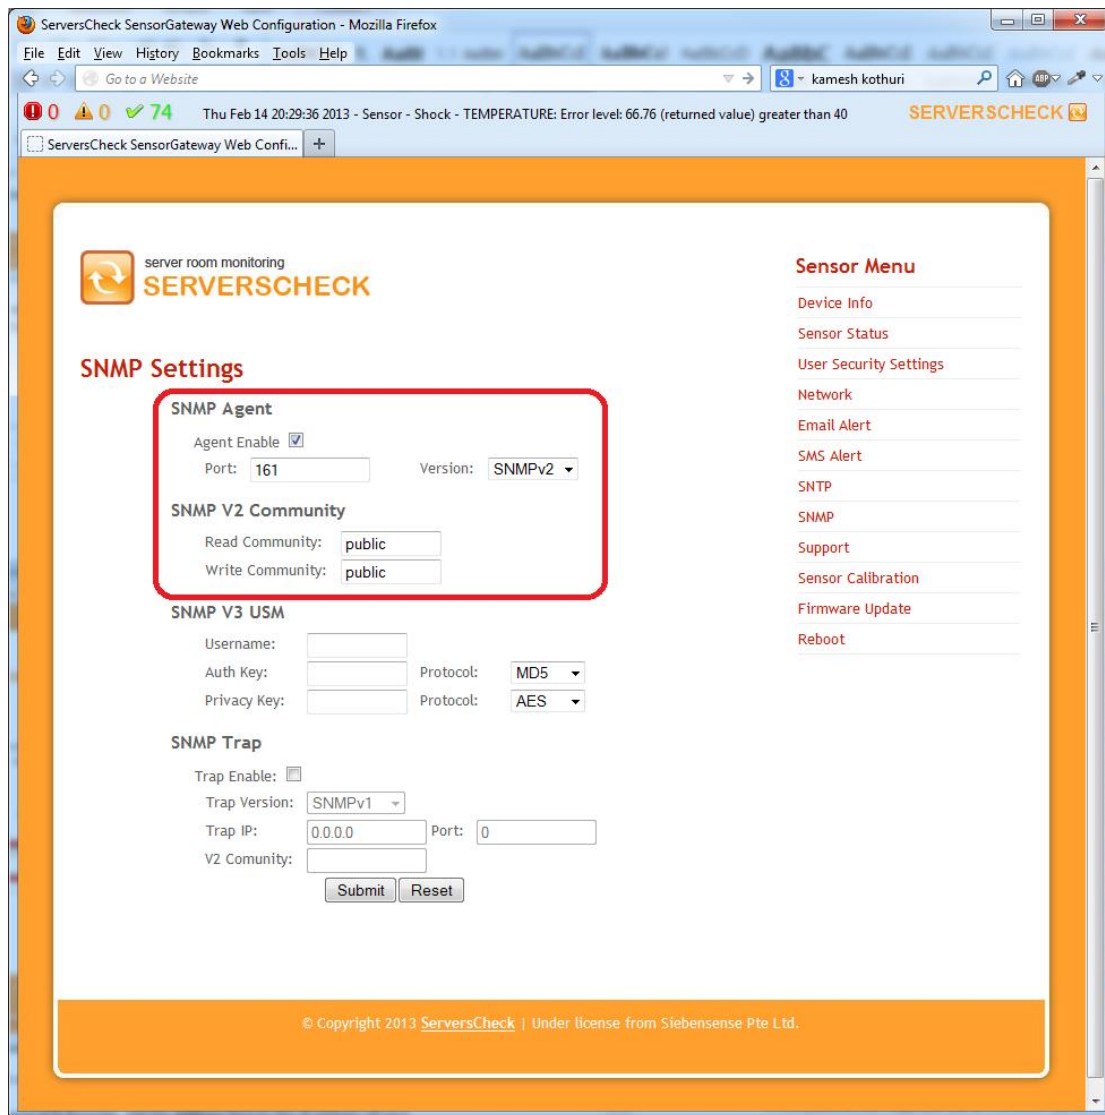 ServersCheck SensorGateway Web Configuration - Mozilla Firefox
File Edit View History Bookmarks Tools Help
Go to a Website
8 kamesh kothuri
ABP
0 0 74 Thu Feb 14 20:29:36 2013 - Sensor - Shock - TEMPERATURE: Error level: 66.76 (returned value) greater than 40 SERVERSCHECK
ServersCheck SensorGateway Web Confi... +
server room monitoring
SERVERSCHECK
SNMP Settings
SNMP Agent
Agent Enable
Port: 161 Version: SNMPv2
SNMP V2 Community
Read Community: public
Write Community: public
SNMP V3 USM
Username:
Auth Key: Protocol: MD5
Privacy Key: Protocol: AES
SNMP Trap
Trap Enable:
Trap Version: SNMPv1
Trap IP: 0.0.0.0 Port: 0
V2 Comunity:
Submit Reset
Sensor Menu
Device Info
Sensor Status
User Security Settings
Network
Email Alert
SMS Alert
SNTP
SNMP
Support
Sensor Calibration
Firmware Update
Reboot
© Copyright 2013 ServersCheck | Under license from Siebensense Pte Ltd.